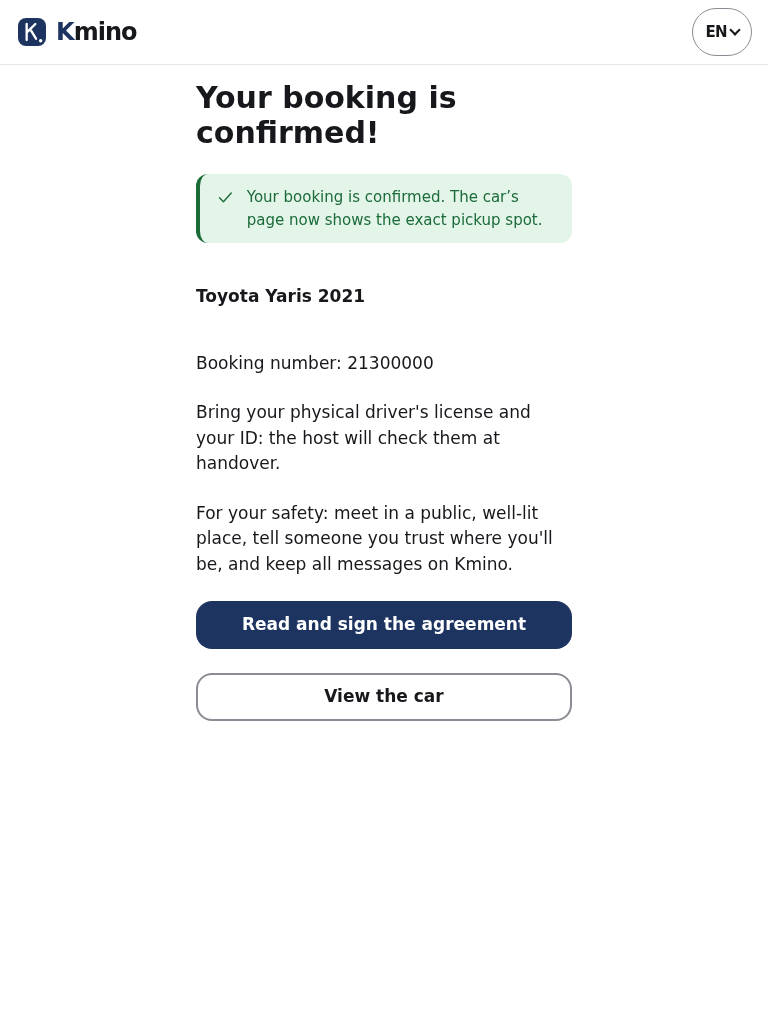 K. Kmino
EN
Your booking is
confirmed!
Your booking is confirmed. The car’s
page now shows the exact pickup spot.
Toyota Yaris 2021
Booking number: 21300000
Bring your physical driver's license and
your ID: the host will check them at
handover.
For your safety: meet in a public, well-lit
place, tell someone you trust where you'll
be, and keep all messages on Kmino.
Read and sign the agreement
View the car